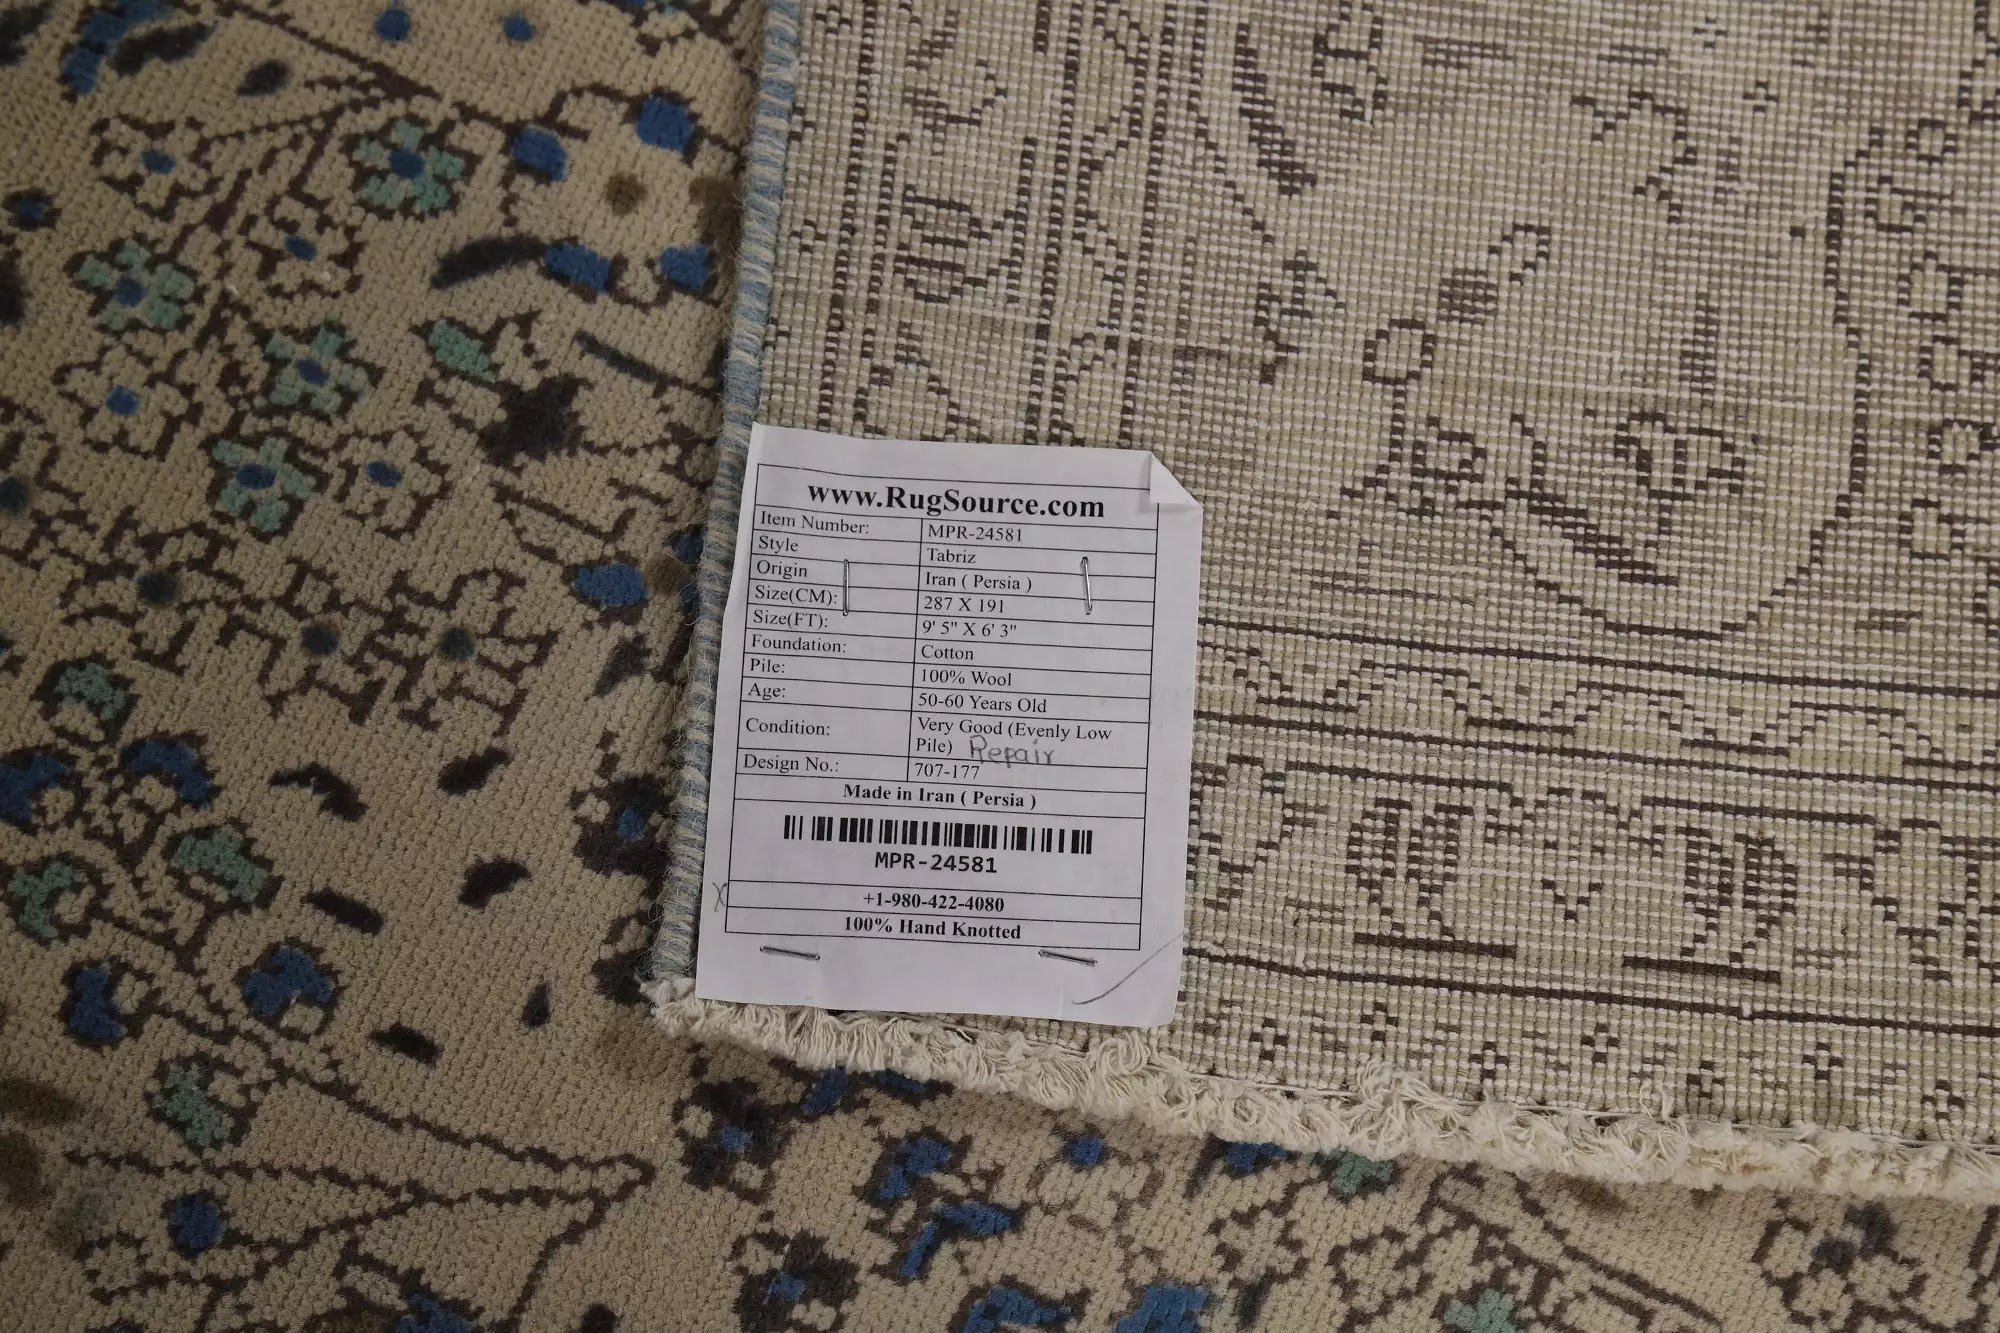 www.RugSource.com
Item Number: MPR-24581
Style Tabriz
Origin Iran ( Persia )
Size(CM): 287 X 191
Size(FT): 9' 5" X 6' 3"
Foundation: Cotton
Pile: 100% Wool
Age: 50-60 Years Old
Condition: Very Good (Evenly Low
Pile) Repair
Design No.: 707-177
Made in Iran ( Persia )
MPR-24581
X
+1-980-422-4080
100% Hand Knotted